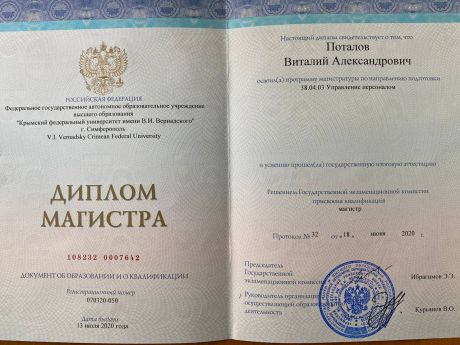 РОССИЙСКАЯ ФЕДЕРАЦИЯ
Федеральное государственное автономное образовательное учреждение
высшего образования
"Крымский федеральный университет имени В.И. Вернадского"
г. Симферополь
V.I. Vernadsky Crimean Federal University
ДИПЛОМ
МАГИСТРА
108232 0007642
ДОКУМЕНТ ОБ ОБРАЗОВАНИИ И О КВАЛИФИКАЦИИ
Регистрационный номер
070320-050
Дата выдачи
13 июля 2020 года
Настоящий диплом свидетельствует о том, что
Поталов
Виталий Александрович
освоил(а) программу магистратуры по направлению подготовки
38.04.03 Управление персоналом
и успешно прошел(ла) государственную итоговую аттестацию
Решением Государственной экзаменационной комиссии
присвоена квалификация
магистр
Протокол № 32 от «18» июня 2020 г.
Председатель
Государственной
экзаменационной комиссии
Ибрагимов Э.Э.
Руководитель организации,
осуществляющей образовательную
деятельность
Курьянов В.О.